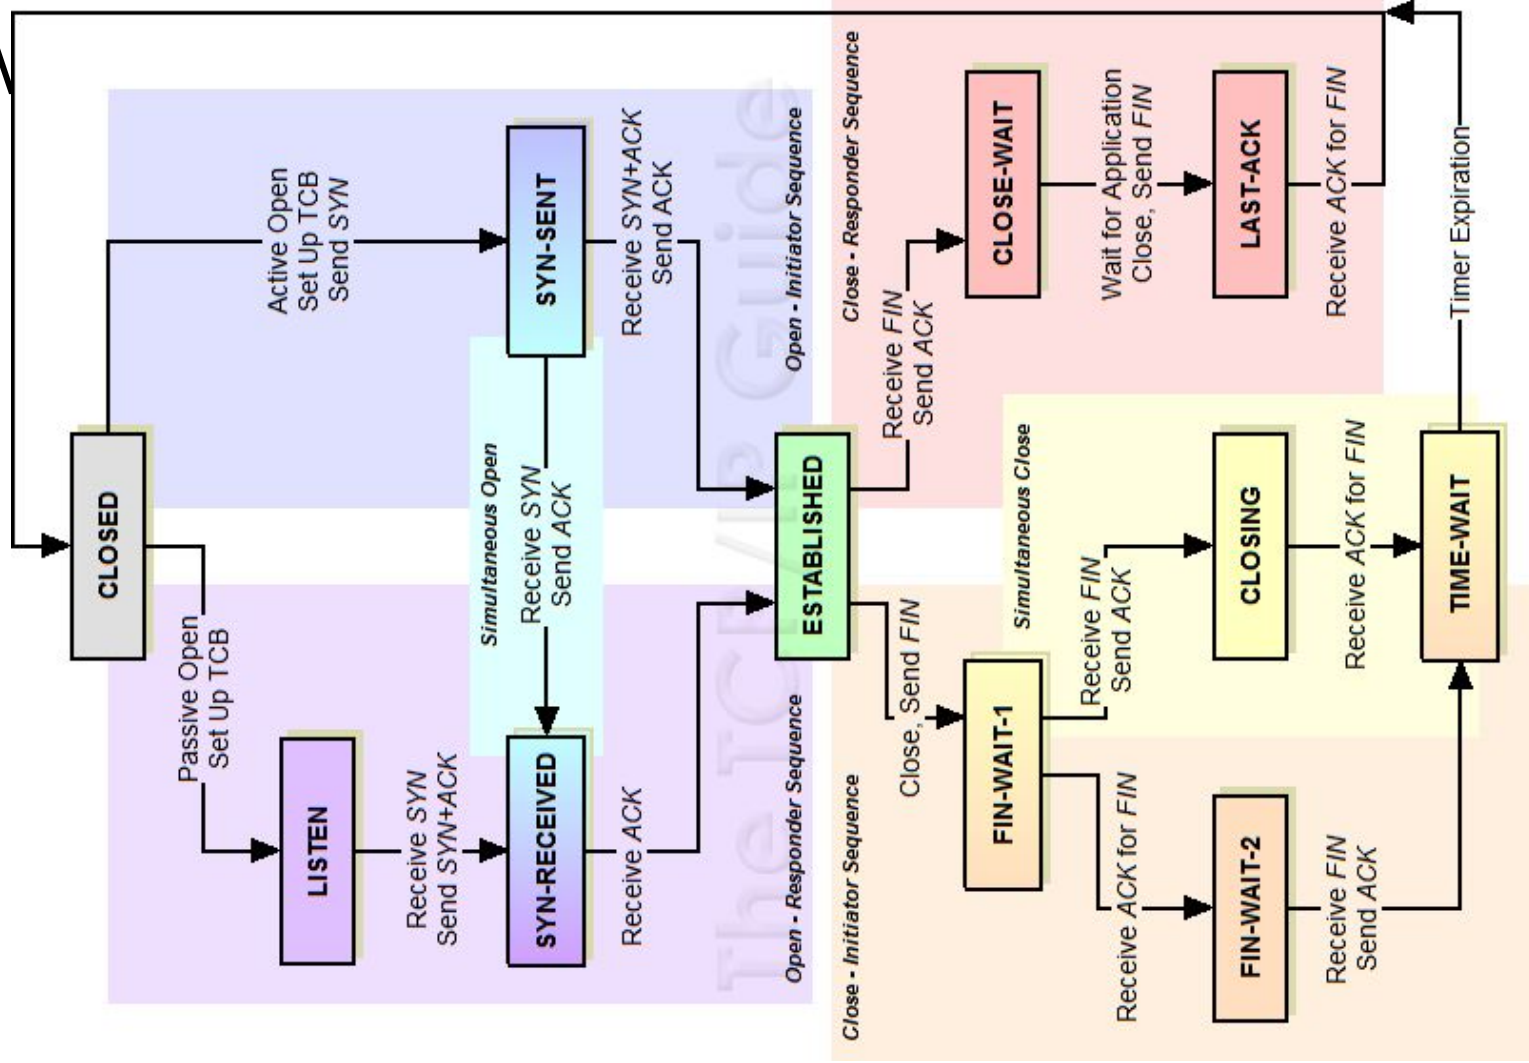 CLOSED
Passive Open
Set Up TCB
Active Open
Set Up TCB
Send SYN
LISTEN
Receive SYN
Send SYN+ACK
Simultaneous Open
SYN-RECEIVED
Receive SYN
Send ACK
SYN-SENT
Receive ACK
Receive SYN+ACK
Send ACK
The TCP/IP Guide
Open - Responder Sequence
Open - Initiator Sequence
ESTABLISHED
Close - Initiator Sequence
Close - Responder Sequence
Close, Send FIN
Receive FIN
Send ACK
FIN-WAIT-1
Simultaneous Close
CLOSE-WAIT
Receive ACK for FIN
Receive FIN
Send ACK
Wait for Application
Close, Send FIN
FIN-WAIT-2
CLOSING
LAST-ACK
Receive FIN
Send ACK
Receive ACK for FIN
Receive ACK for FIN
TIME-WAIT
Timer Expiration